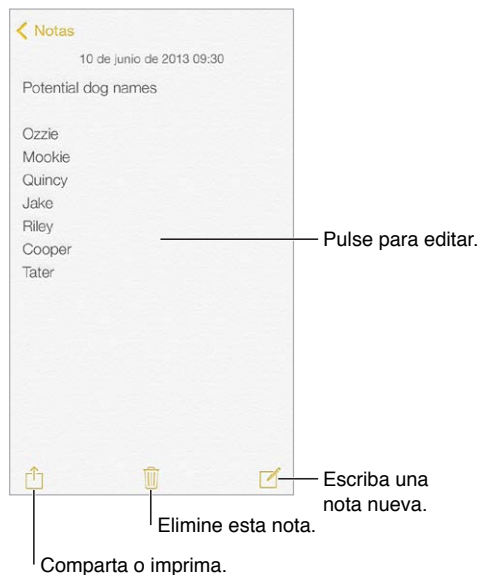 Notas
10 de junio de 2013 09:30
Potential dog names
Ozzie
Mookie
Quincy
Jake
Riley
Cooper
Tater
Pulse para editar.
Escriba una
nota nueva.
Elimine esta nota.
Comparta o imprima.